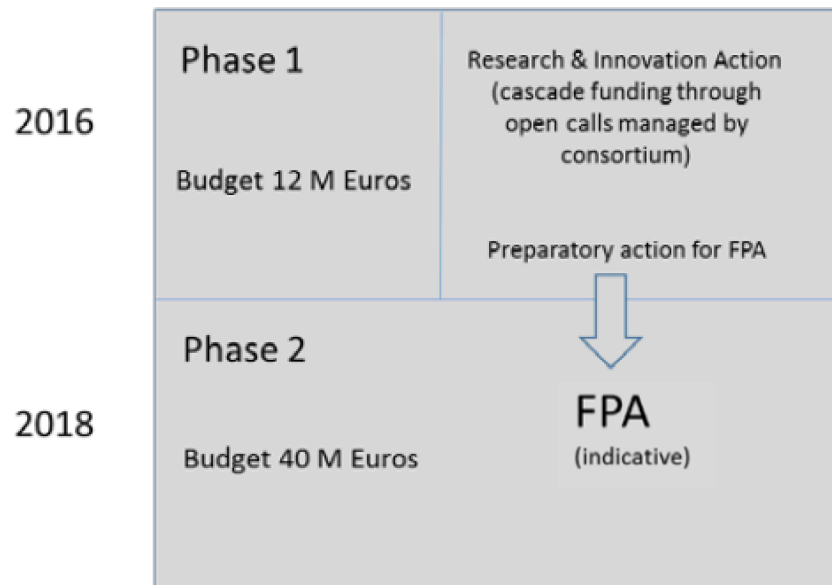 2016
Phase 1
Budget 12 M Euros
Research & Innovation Action
(cascade funding through
open calls managed by
consortium)
Preparatory action for FPA
2018
Phase 2
Budget 40 M Euros
FPA
(indicative)